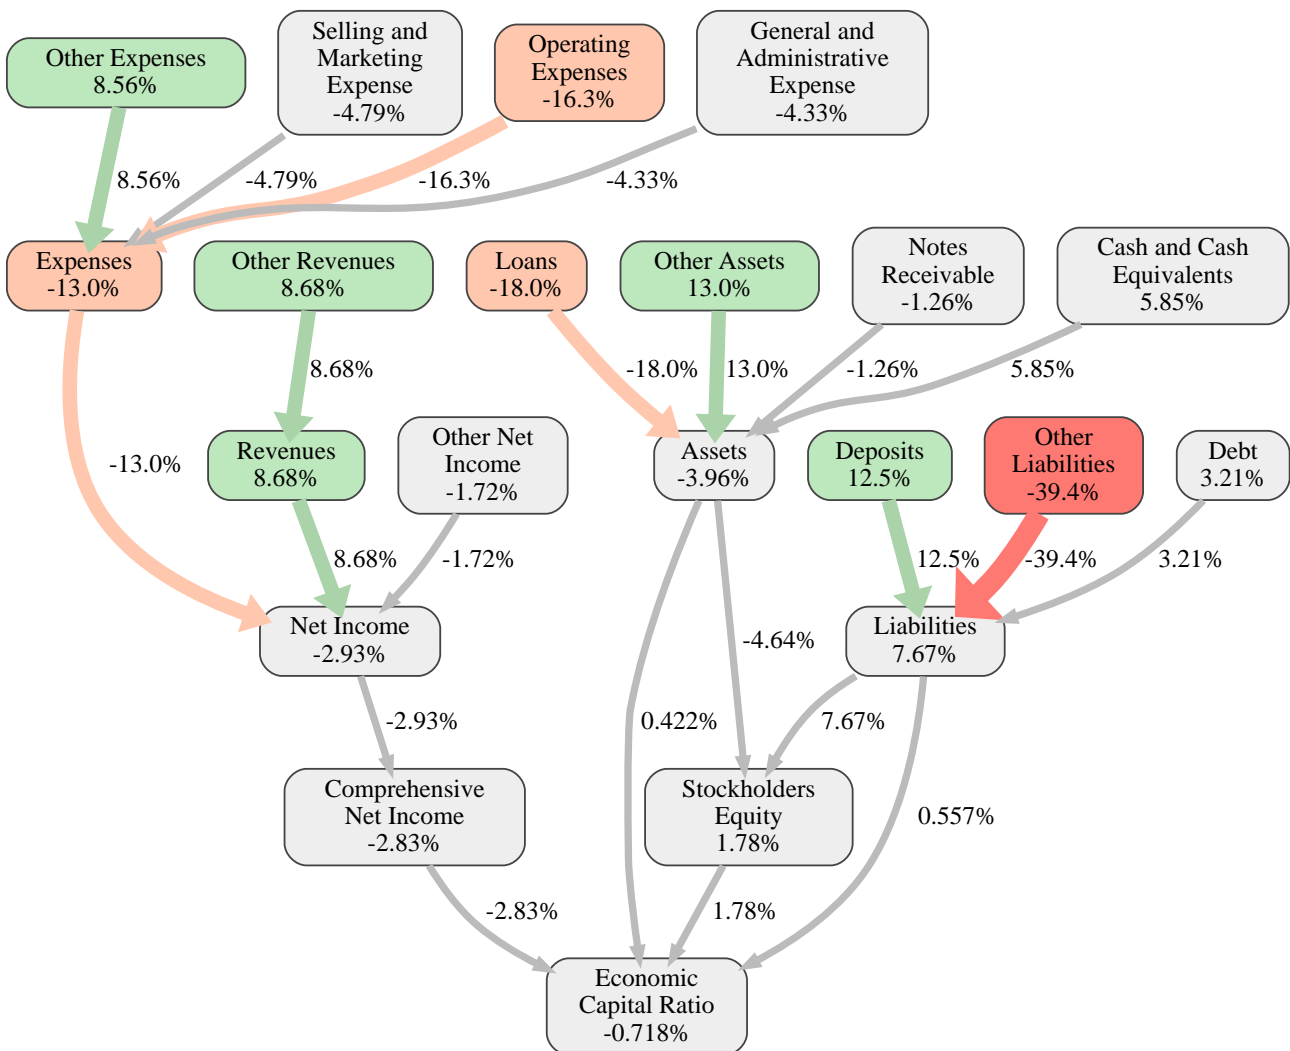 Other Expenses
8.56%
Selling and
Marketing
Expense
-4.79%
Operating
Expenses
-16.3%
General and
Administrative
Expense
-4.33%
8.56%
-4.79%
-16.3%
-4.33%
Expenses
-13.0%
Other Revenues
8.68%
Loans
-18.0%
Other Assets
13.0%
Notes
Receivable
-1.26%
Cash and Cash
Equivalents
5.85%
8.68%
-18.0%
13.0%
-1.26%
5.85%
-13.0%
Revenues
8.68%
Other Net
Income
-1.72%
Assets
-3.96%
Deposits
12.5%
Other
Liabilities
-39.4%
Debt
3.21%
8.68%
-1.72%
12.5%
-39.4%
3.21%
Net Income
-2.93%
-4.64%
Liabilities
7.67%
-2.93%
0.422%
7.67%
Comprehensive
Net Income
-2.83%
Stockholders
Equity
1.78%
0.557%
-2.83%
1.78%
Economic
Capital Ratio
-0.718%